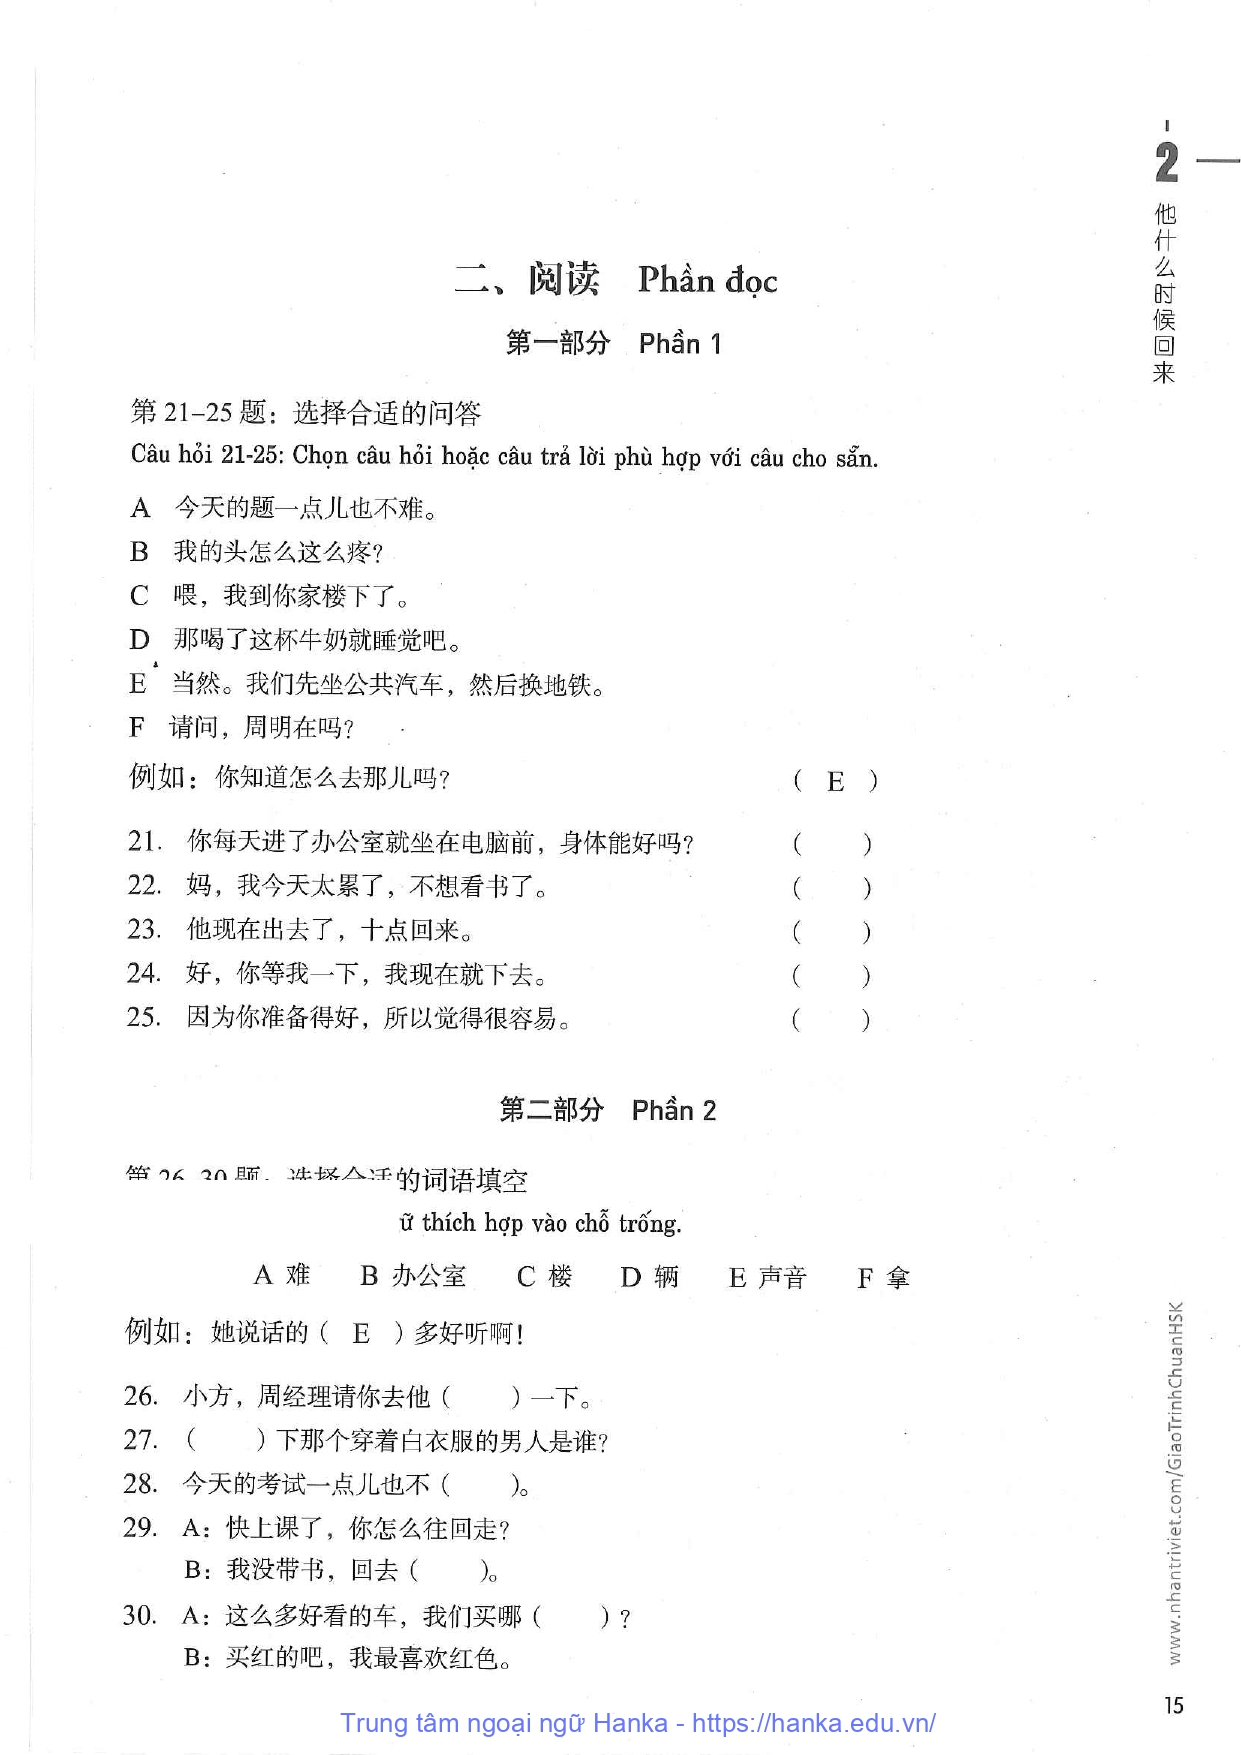 2
他什么时候回来
二、阅读 Phần đọc
第一部分 Phần 1
第 21–25 题：选择合适的问答
Câu hỏi 21-25: Chọn câu hỏi hoặc câu trả lời phù hợp với câu cho sẵn.
A 今天的题一点儿也不难。
B 我的头怎么这么疼？
C 喂，我到你家楼下了。
D 那喝了这杯牛奶就睡觉吧。
E 当然。我们先坐公共汽车，然后换地铁。
F 请问，周明在吗？
例如：你知道怎么去那儿吗？ （ E ）
21. 你每天进了办公室就坐在电脑前，身体能好吗？ （ ）
22. 妈，我今天太累了，不想看书了。 （ ）
23. 他现在出去了，十点回来。 （ ）
24. 好，你等我一下，我现在就下去。 （ ）
25. 因为你准备得好，所以觉得很容易。 （ ）
第二部分 Phần 2
第 26–30 题：选择合适的词语填空
ữ thích hợp vào chỗ trống.
A 难 B 办公室 C 楼 D 辆 E 声音 F 拿
例如：她说话的（ E ）多好听啊！
26. 小方，周经理请你去他（ ）一下。
27. （ ）下那个穿着白衣服的男人是谁？
28. 今天的考试一点儿也不（ ）。
29. A：快上课了，你怎么往回走？
B：我没带书，回去（ ）。
30. A：这么多好看的车，我们买哪（ ）？
B：买红的吧，我最喜欢红色。
www.nhantriviet.com/GiaoTrinhChuanHSK
15
Trung tâm ngoại ngữ Hanka - https://hanka.edu.vn/